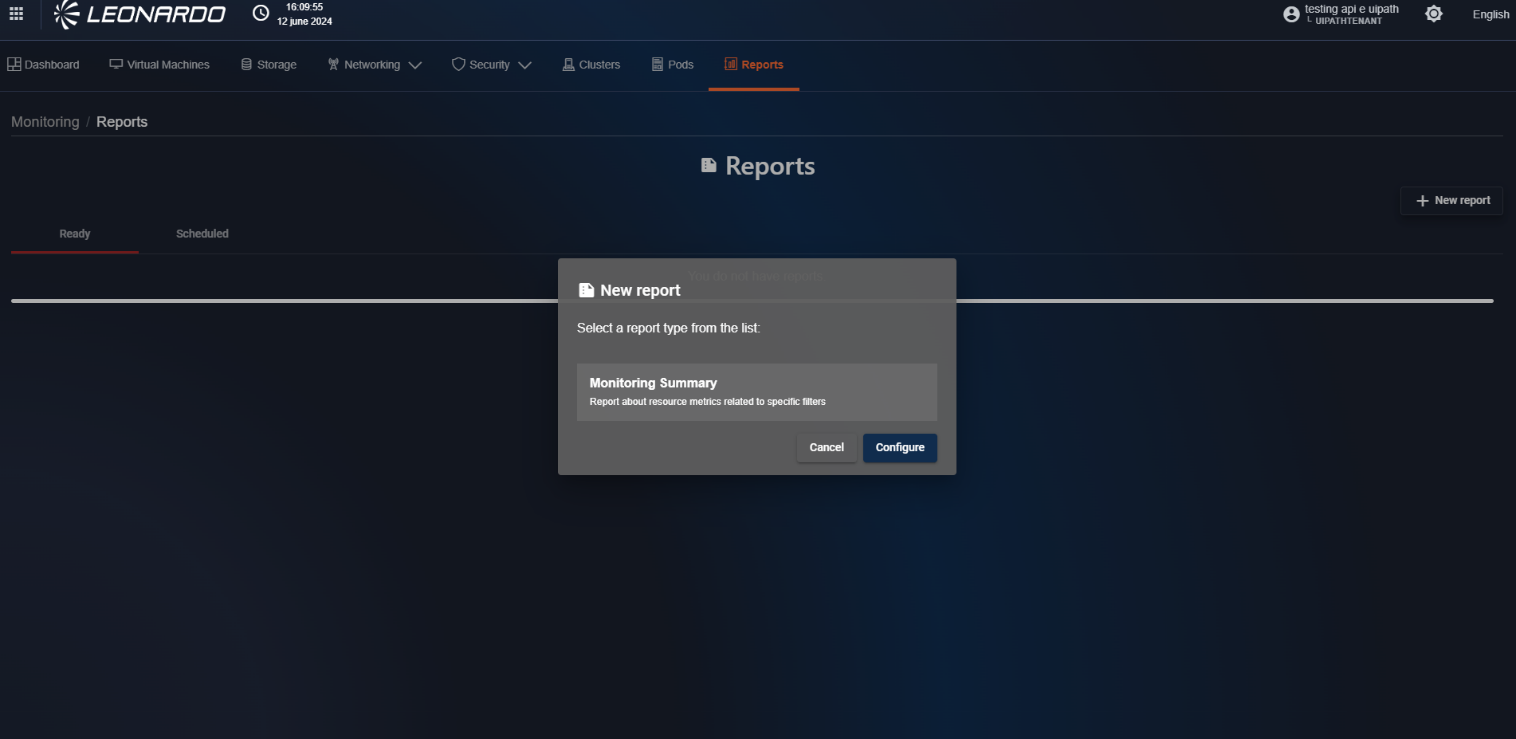 LEONARDO
16:09:55
12 june 2024
testing api e uipath
UIPATHTENANT
English
Dashboard
Virtual Machines
Storage
Networking
Security
Clusters
Pods
Reports
Monitoring / Reports
Reports
New report
Ready
Scheduled
You do not have reports
New report
Select a report type from the list:
Monitoring Summary
Report about resource metrics related to specific filters
Cancel
Configure